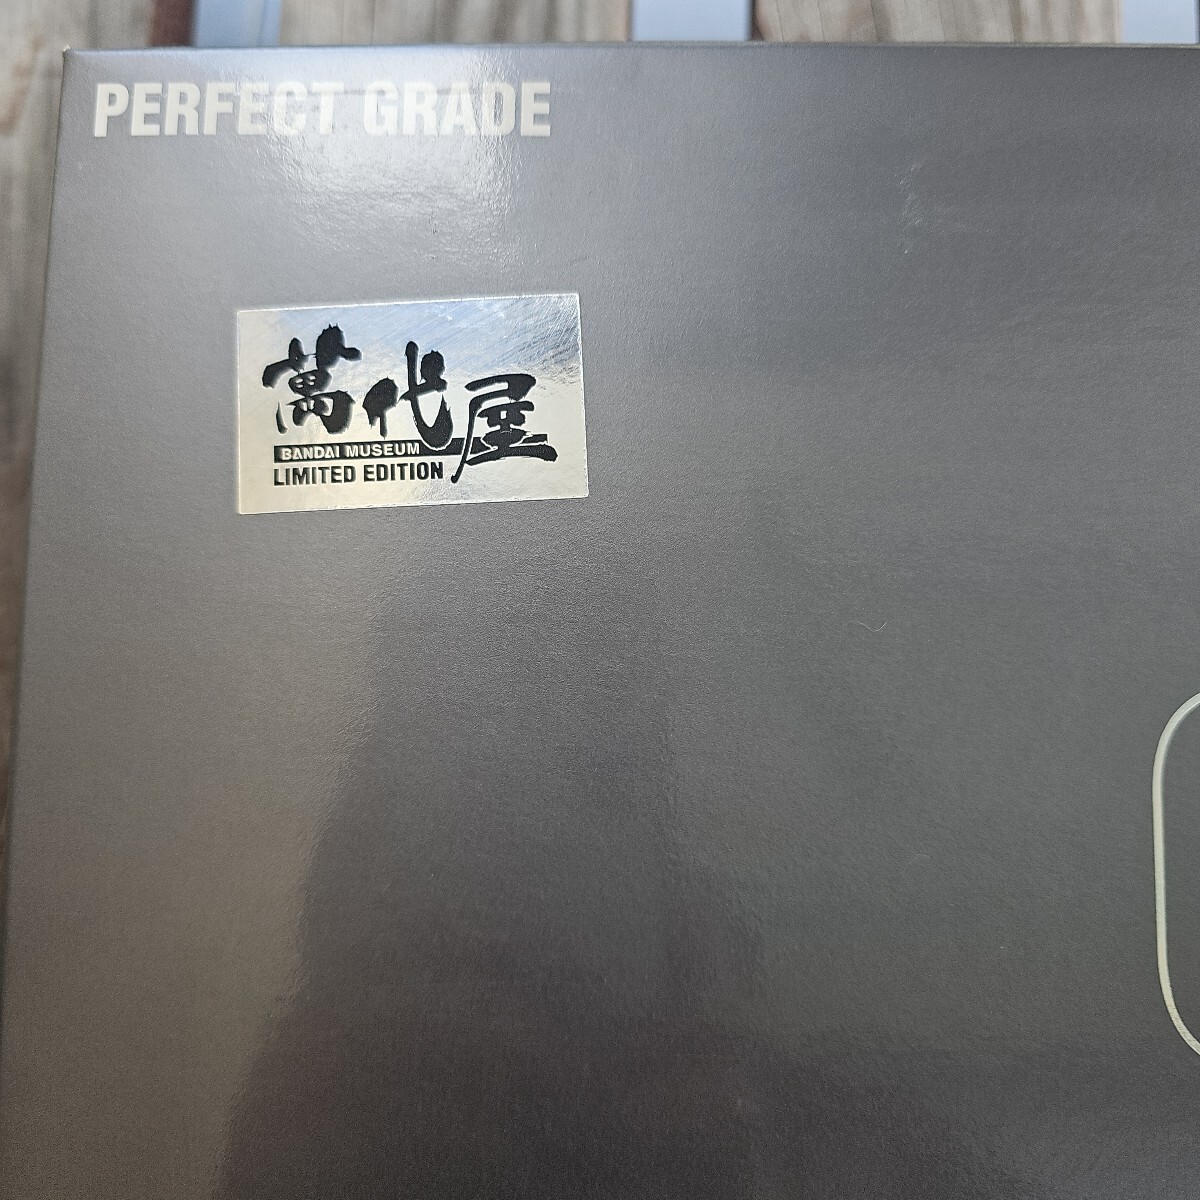 PERFECT GRADE
萬代屋
BANDAI MUSEUM
LIMITED EDITION